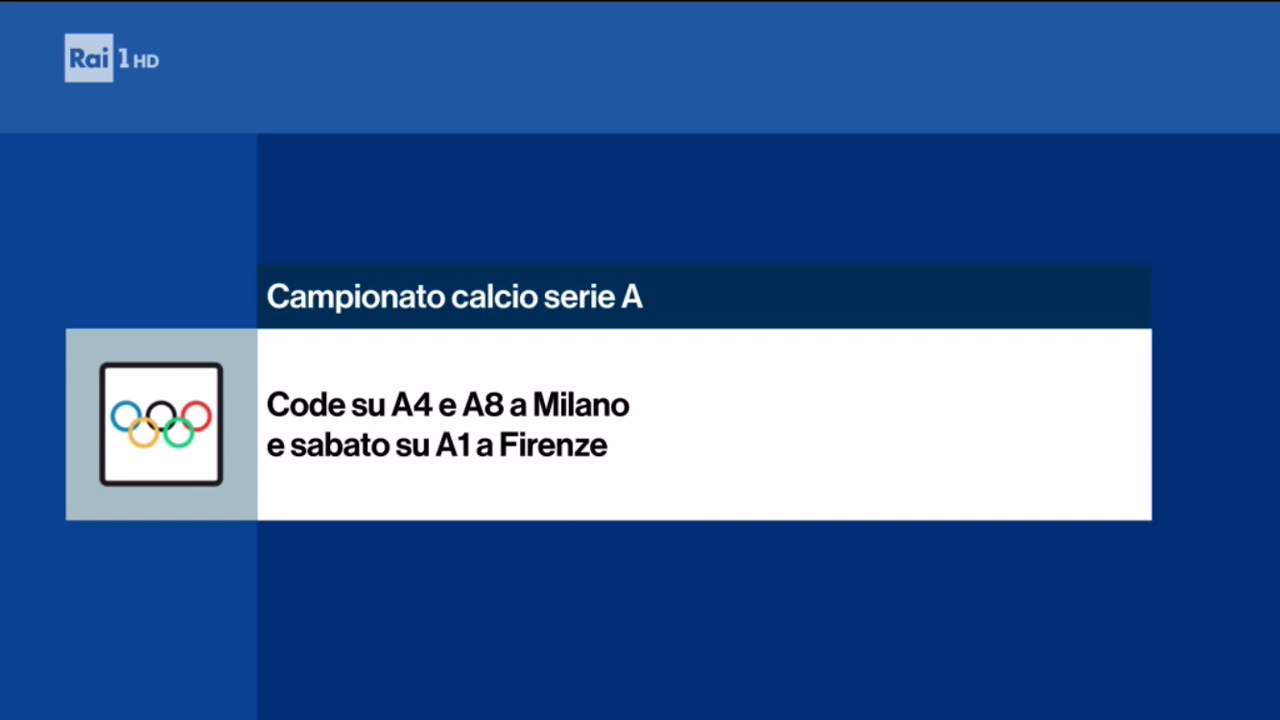 Rai 1 HD
Campionato calcio serie A
Code su A4 e A8 a Milano
e sabato su A1 a Firenze